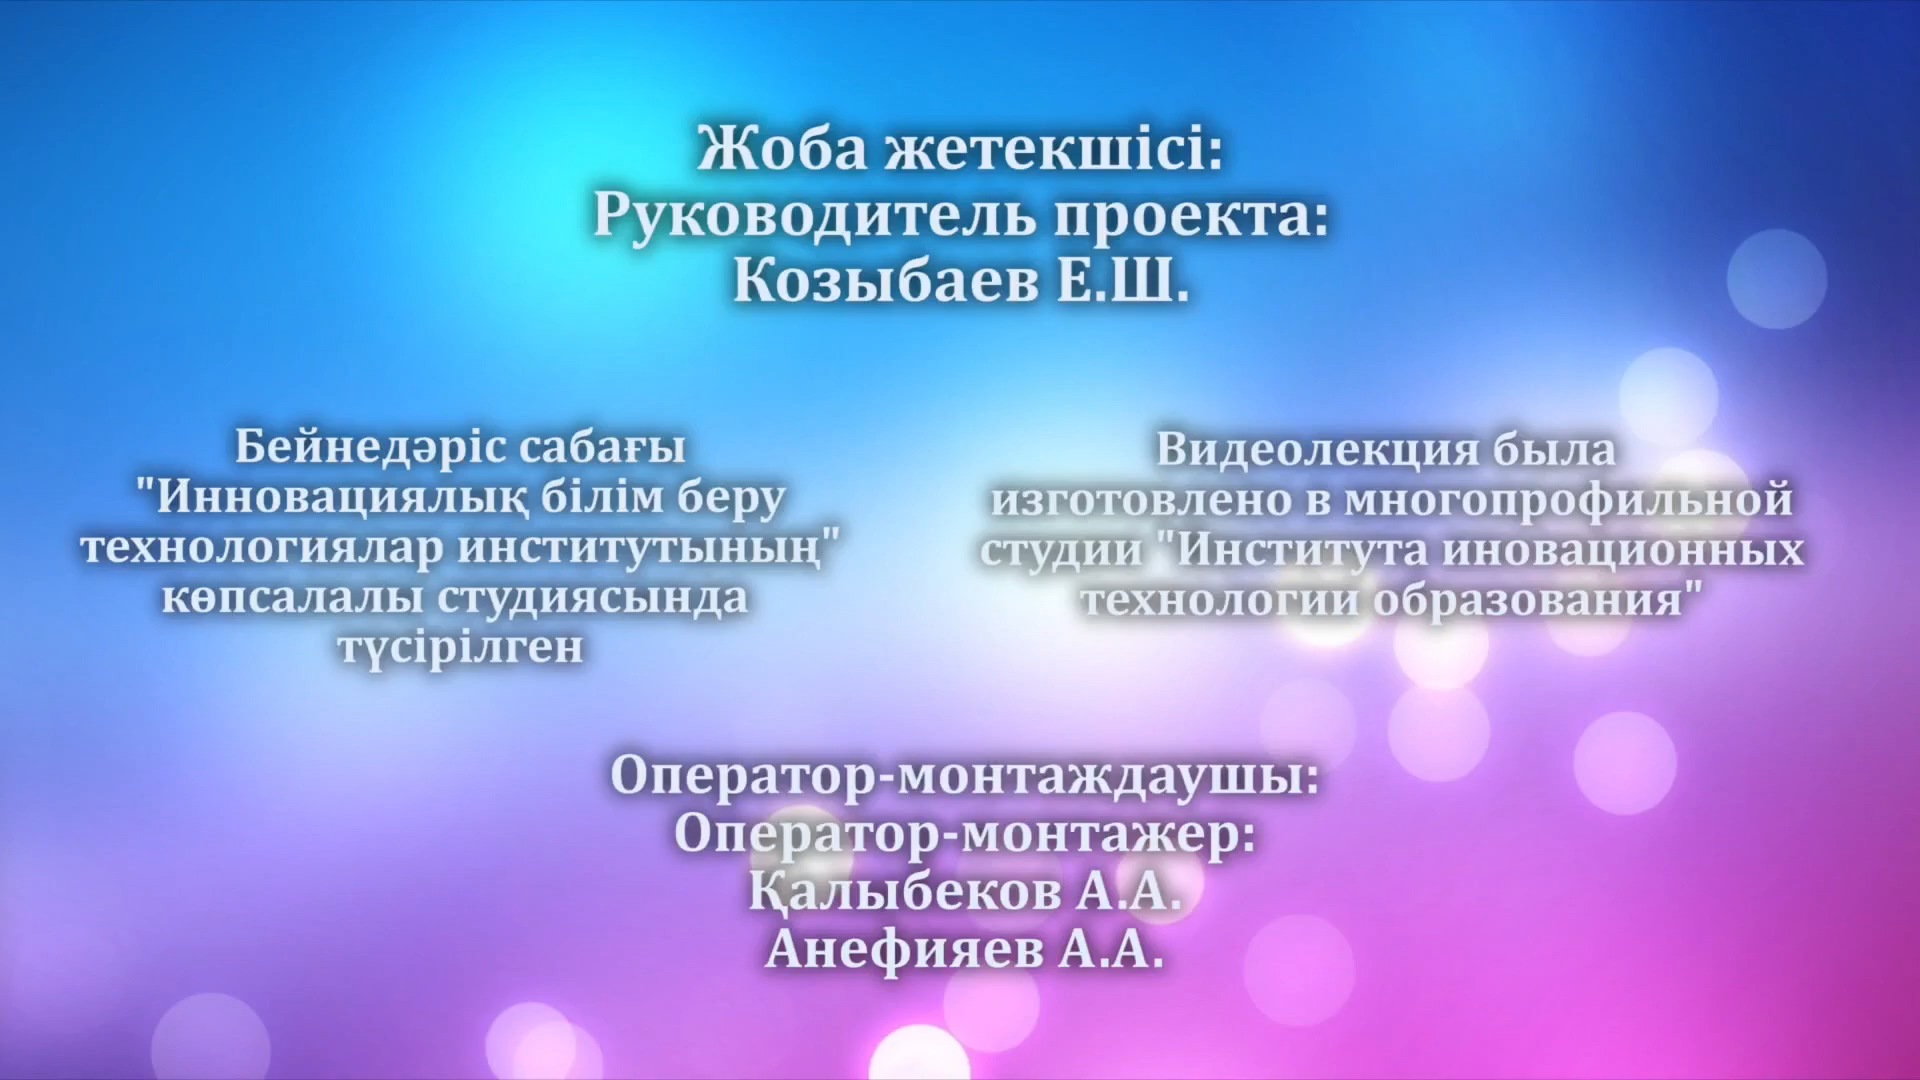 Жоба жетекшісі:
Руководитель проекта:
Козыбаев Е.Ш.
Бейнедәріс сабағы
"Инновациялық білім беру
технологиялар институтының"
көпсалалы студиясында
түсірілген
Видеолекция была
изготовлено в многопрофильной
студии "Института иновационных
технологии образования"
Оператор-монтаждаушы:
Оператор-монтажер:
Қалыбеков А.А.
Анефияев А.А.